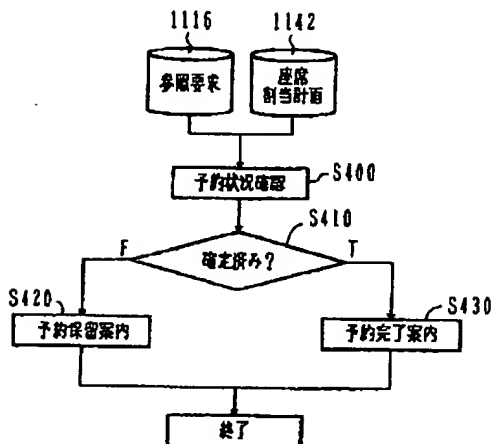 1116
1142
参照要求
座席
割当計画
予約状況確認
S400
S410
確定済み?
F
T
S420
予約保留案内
S430
予約完了案内
終了